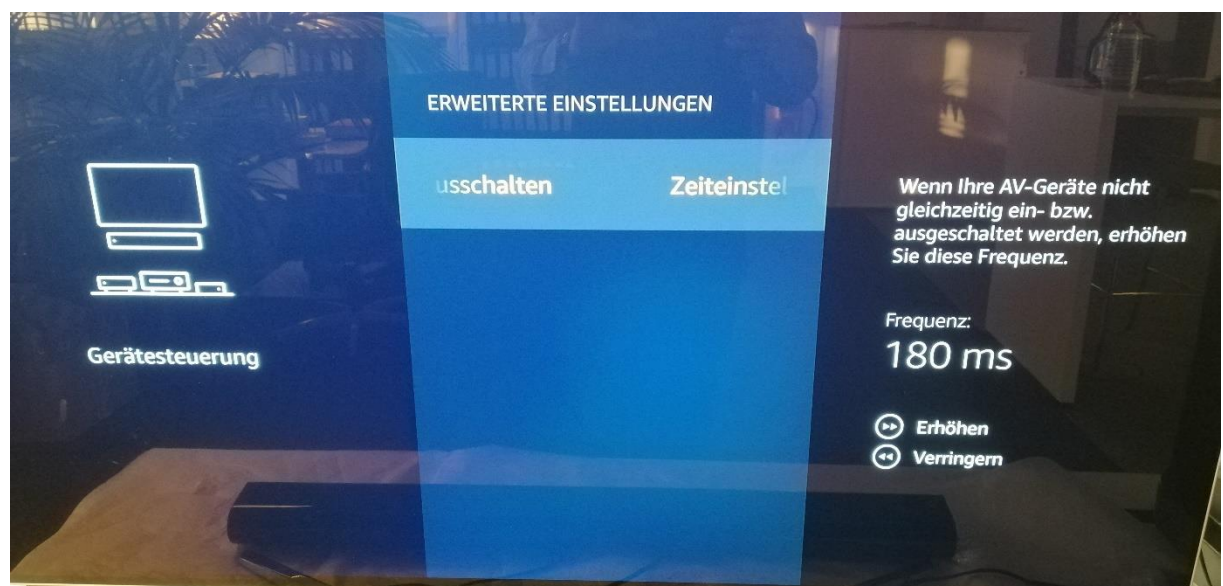 ERWEITERTE EINSTELLUNGEN
usschalten Zeiteinstel
Wenn Ihre AV-Geräte nicht
gleichzeitig ein- bzw.
ausgeschaltet werden, erhöhen
Sie diese Frequenz.
Frequenz:
180 ms
Erhöhen
Verringern
Gerätesteuerung